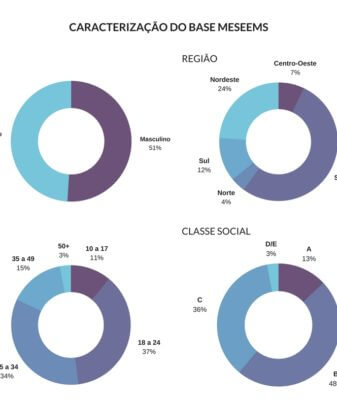 CARACTERIZAÇÃO DO BASE MESEEMS
REGIÃO
Masculino
51%
Centro-Oeste
7%
Nordeste
24%
Sul
12%
Norte
4%
CLASSE SOCIAL
50+
3%
10 a 17
11%
35 a 49
15%
18 a 24
37%
34%
D/E
3%
A
13%
C
36%